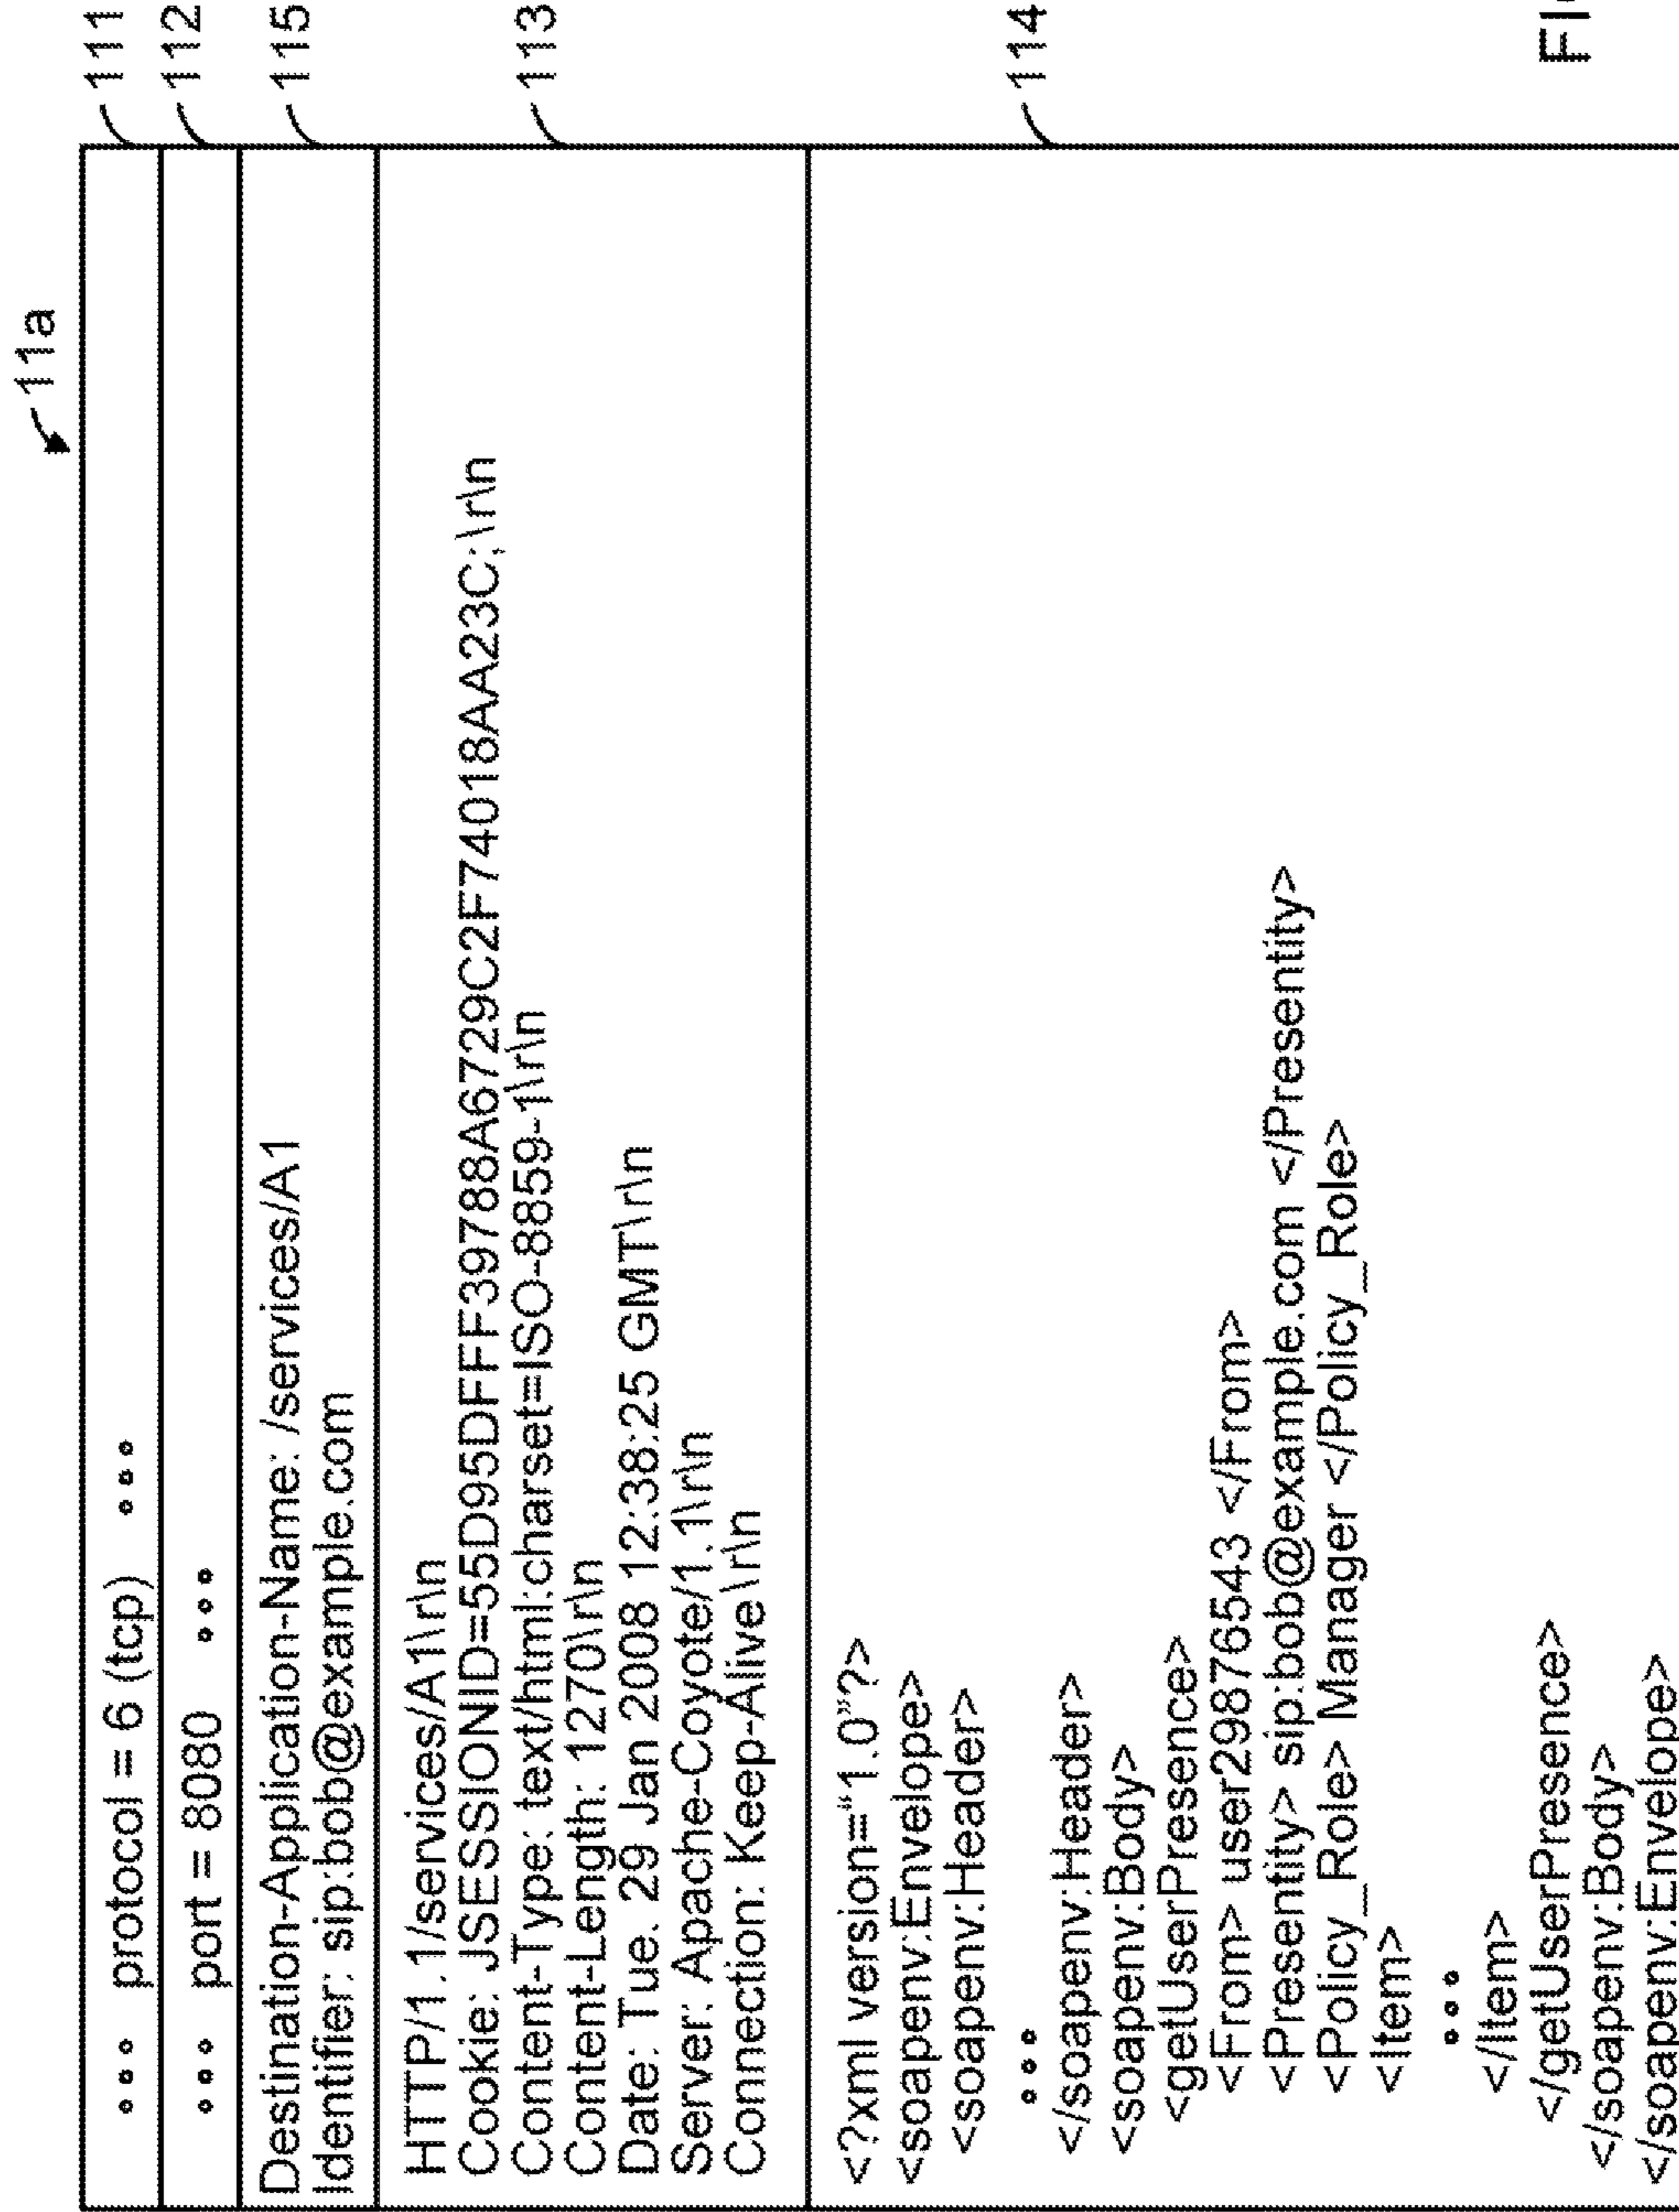 11a
• • • protocol = 6 (tcp) • • • 111
• • • port = 8080 • • • 112
Destination-Application-Name: /services/A1 115
Identifier: sip:bob@example.com
HTTP/1.1/services/A1\r\n 113
Cookie: JSESSIONID=55D95DFFF39788A6729C2F74018AA23C;\r\n
Content-Type: text/html:charset=ISO-8859-1\r\n
Content-Length: 1270\r\n
Date: Tue. 29 Jan 2008 12:38:25 GMT\r\n
Server: Apache-Coyote/1.1\r\n
Connection: Keep-Alive\r\n
<?xml version=“1.0”?> 114
<soapenv:Envelope>
<soapenv:Header>
• • •
</soapenv:Header>
<soapenv:Body>
<getUserPresence>
<From> user29876543 </From>
<Presentity> sip:bob@example.com </Presentity>
<Policy_Role> Manager </Policy_Role>
<Item>
• • •
</Item>
</getUserPresence>
</soapenv:Body>
</soapenv:Envelope>